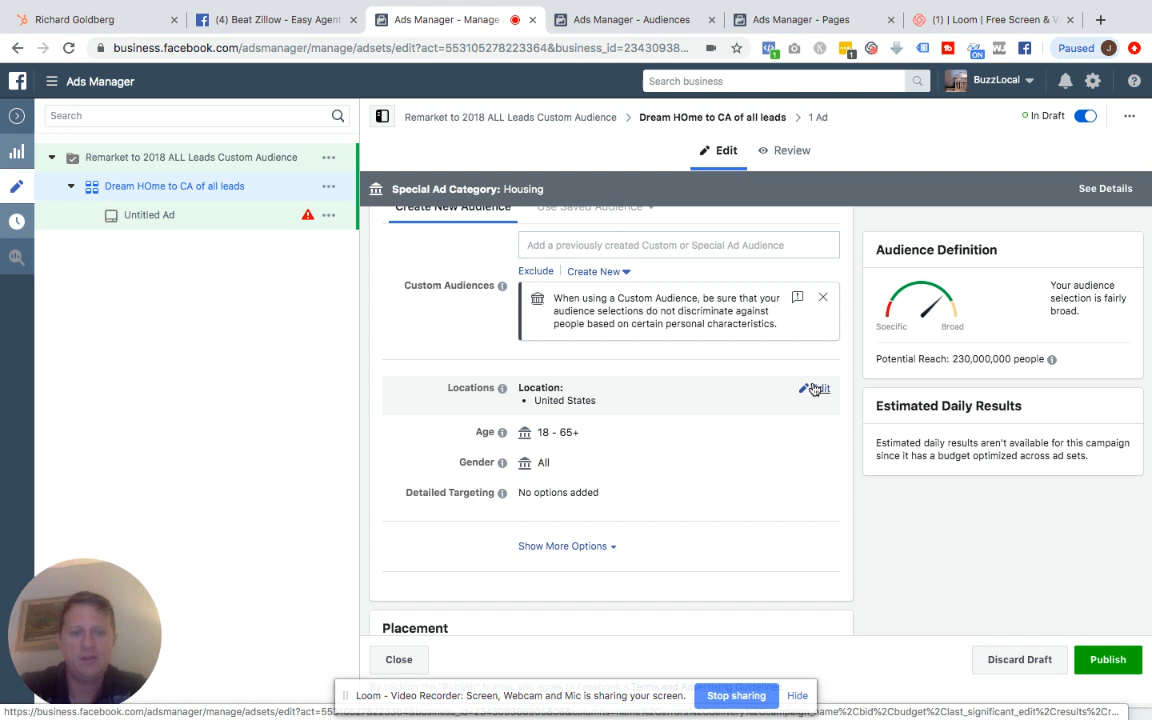 Richard Goldberg
(4) Beat Zillow - Easy Agent
Ads Manager - Manage
Ads Manager - Audiences
Ads Manager - Pages
(1) | Loom | Free Screen & V
business.facebook.com/adsmanager/manage/adsets/edit?act=553105278223364&business_id=23430938...
Paused
J
Ads Manager
Search business
BuzzLocal
Search
Remarket to 2018 ALL Leads Custom Audience
Dream HOme to CA of all leads
1 Ad
In Draft
Remarket to 2018 ALL Leads Custom Audience
Dream HOme to CA of all leads
Untitled Ad
Edit
Review
Special Ad Category: Housing
See Details
Create New Audience
Use Saved Audience
Add a previously created Custom or Special Ad Audience
Exclude
Create New
Custom Audiences
When using a Custom Audience, be sure that your
audience selections do not discriminate against
people based on certain personal characteristics.
Locations
Location:
United States
Edit
Age
18 - 65+
Gender
All
Detailed Targeting
No options added
Show More Options
Placement
Audience Definition
Specific
Broad
Your audience
selection is fairly
broad.
Potential Reach: 230,000,000 people
Estimated Daily Results
Estimated daily results aren't available for this campaign
since it has a budget optimized across ad sets.
Close
Discard Draft
Publish
Loom - Video Recorder: Screen, Webcam and Mic is sharing your screen.
Stop sharing
Hide